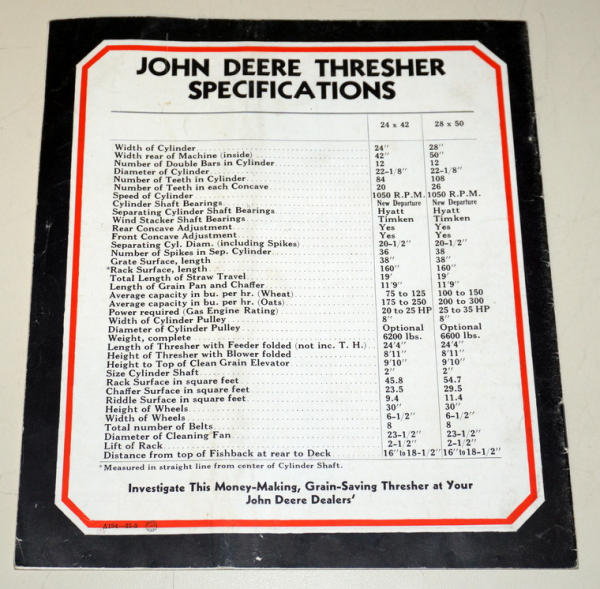 JOHN DEERE THRESHER
SPECIFICATIONS
24 x 42 28 x 50
Width of Cylinder 24" 28"
Width rear of Machine (inside) 42" 50"
Number of Double Bars in Cylinder 12 12
Diameter of Cylinder 22-1/8" 22-1/8"
Number of Teeth in Cylinder 84 108
Number of Teeth in each Concave 20 26
Speed of Cylinder 1050 R.P.M. 1050 R.P.M.
Cylinder Shaft Bearings New Departure New Departure
Separating Cylinder Shaft Bearings Hyatt Hyatt
Wind Stacker Shaft Bearings Timken Timken
Rear Concave Adjustment Yes Yes
Front Concave Adjustment Yes Yes
Separating Cyl. Diam. (including Spikes) 20-1/2" 20-1/2"
Number of Spikes in Sep. Cylinder 36 38
Grate Surface, length 38" 38"
*Rack Surface, length 160" 160"
Total Length of Straw Travel 19' 19'
Length of Grain Pan and Chaffer 11'9" 11'9"
Average capacity in bu. per hr. (Wheat) 75 to 125 100 to 150
Average capacity in bu. per hr. (Oats) 175 to 250 200 to 300
Power required (Gas Engine Rating) 20 to 25 HP 25 to 35 HP
Width of Cylinder Pulley 8" 8"
Diameter of Cylinder Pulley Optional Optional
Weight, complete 6200 lbs. 6600 lbs.
Length of Thresher with Feeder folded (not inc. T. H.) 24'4" 24'4"
Height of Thresher with Blower folded 8'11" 8'11"
Height to Top of Clean Grain Elevator 9'10" 9'10"
Size Cylinder Shaft 2" 2"
Rack Surface in square feet 45.8 54.7
Chaffer Surface in square feet 23.5 29.5
Riddle Surface in square feet 9.4 11.4
Height of Wheels 30" 30"
Width of Wheels 6-1/2" 6-1/2"
Total number of Belts 8 8
Diameter of Cleaning Fan 23-1/2" 23-1/2"
Lift of Rack 2-1/2" 2-1/2"
Distance from top of Fishback at rear to Deck 16" to 18-1/2" 16" to 18-1/2"
*Measured in straight line from center of Cylinder Shaft.
Investigate This Money-Making, Grain-Saving Thresher at Your
John Deere Dealers'